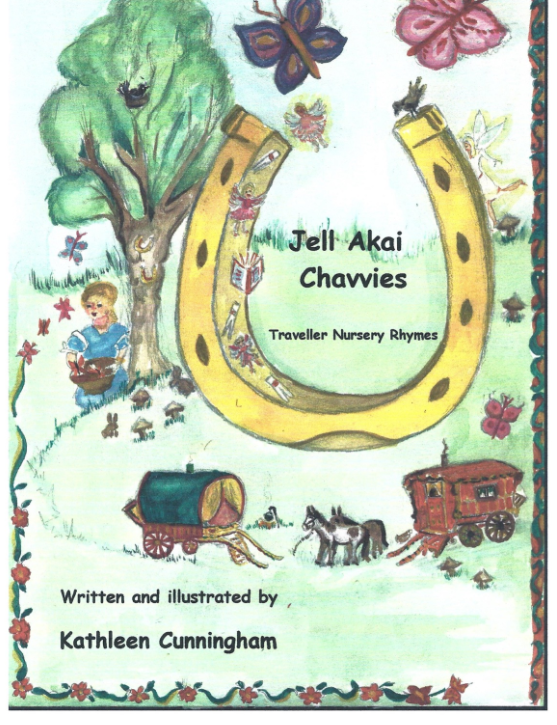 Jell Akai
Chavvies
Traveller Nursery Rhymes
Written and illustrated by
Kathleen Cunningham